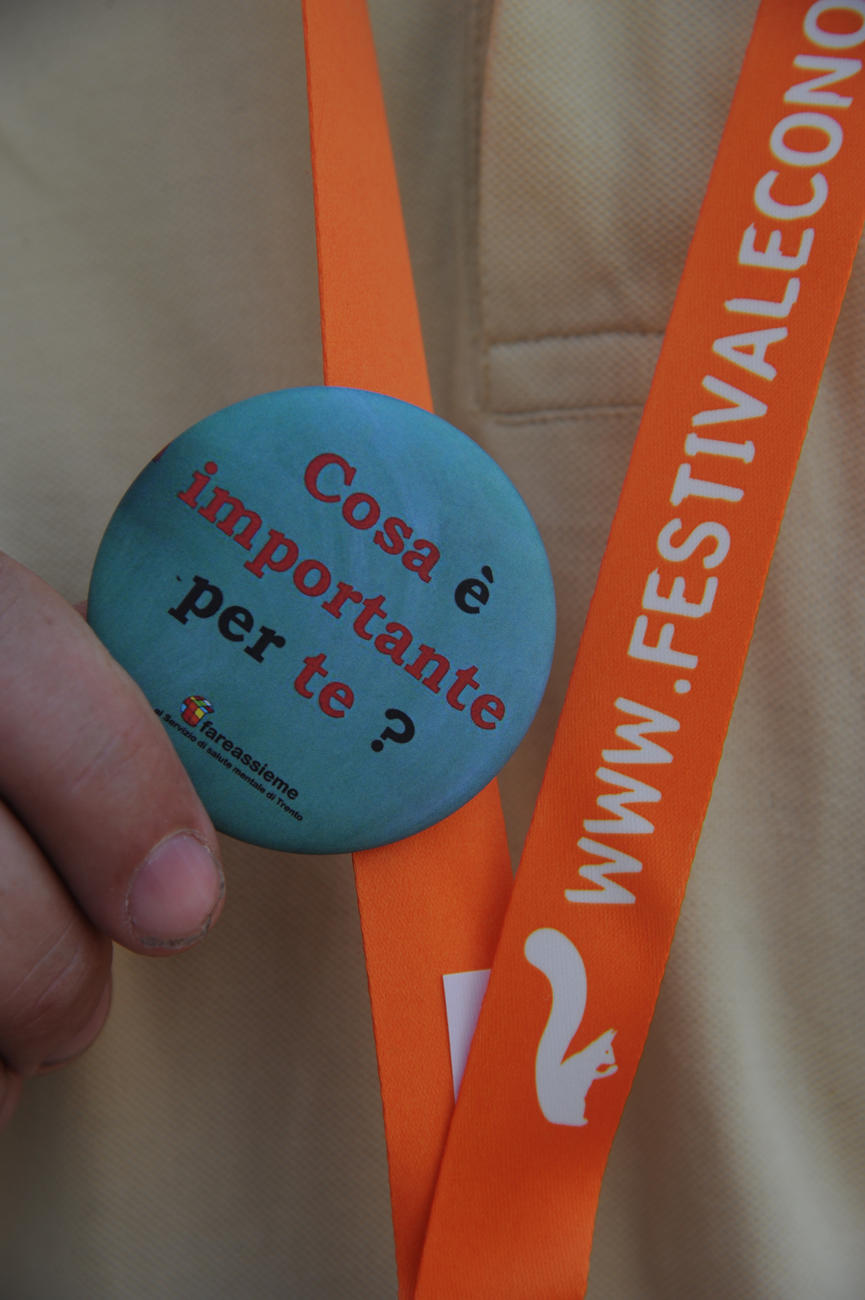 Cosa è
importante
per te ?
fareassieme
al Servizio di salute mentale di Trento
WWW.FESTIVALECONO